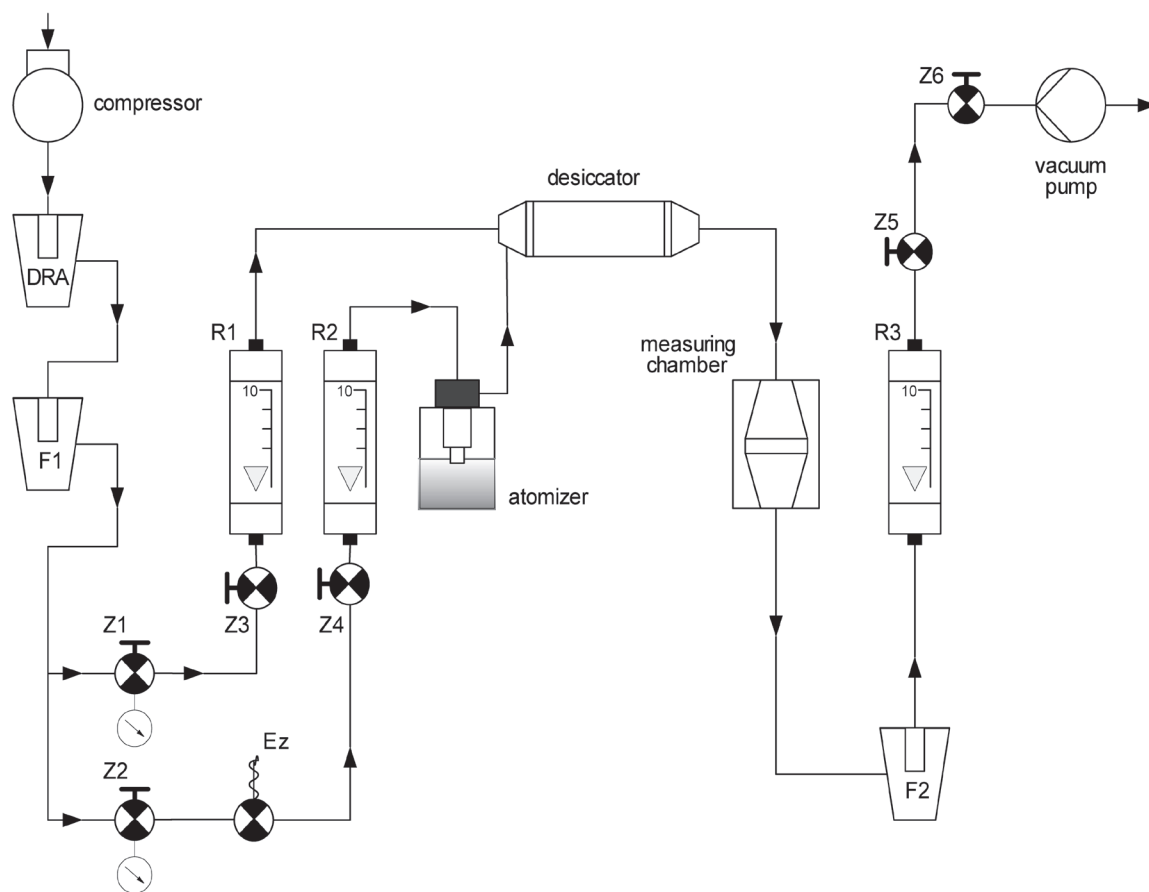 compressor
Z6
vacuum
pump
desiccator
DRA
Z5
R1
R2
measuring
chamber
R3
10
10
10
F1
atomizer
Z3
Z4
Z1
Ez
Z2
F2